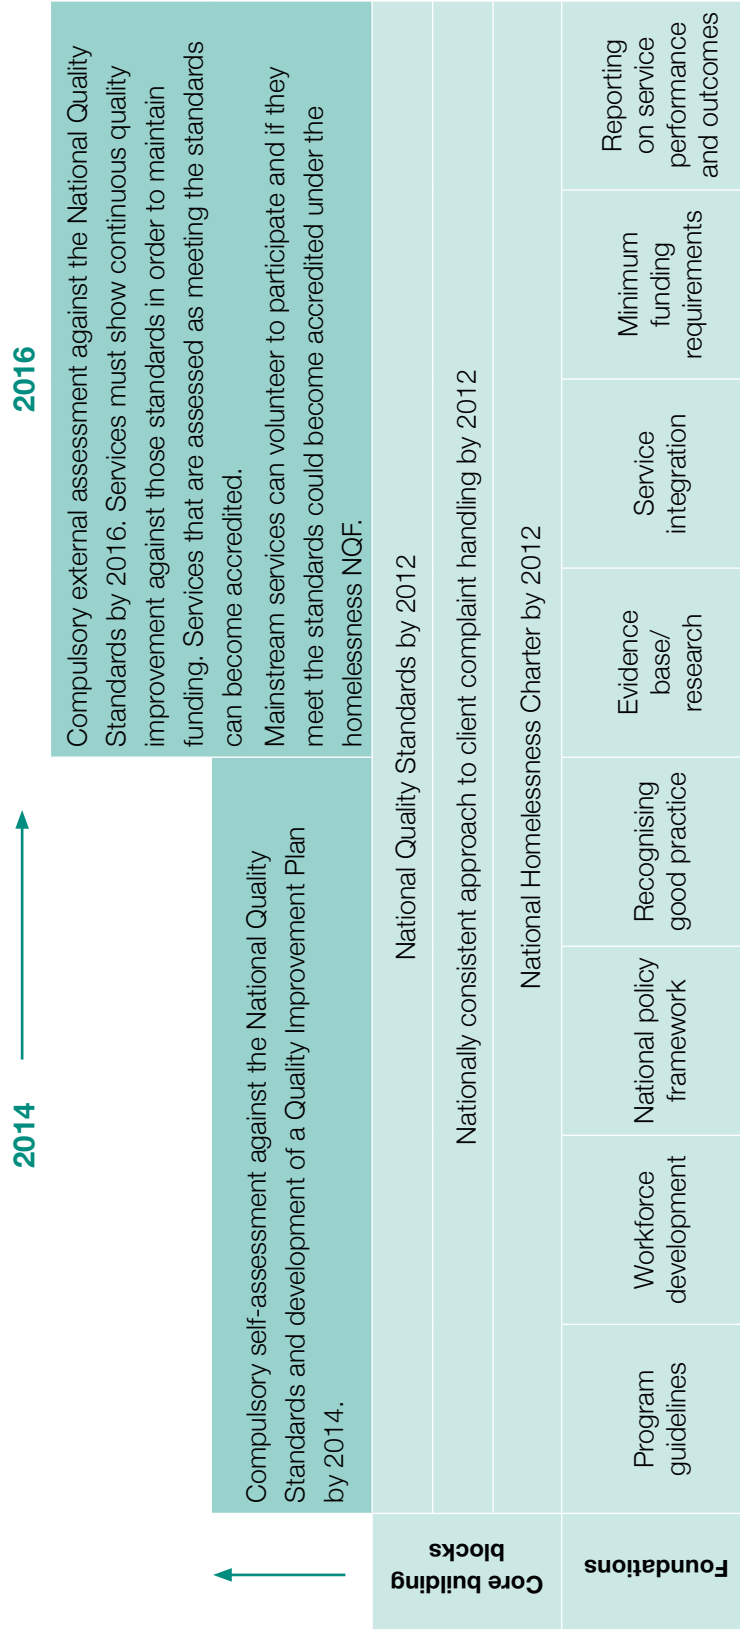 2014
2016
Compulsory external assessment against the National Quality
Standards by 2016. Services must show continuous quality
improvement against those standards in order to maintain
funding. Services that are assessed as meeting the standards
can become accredited.
Mainstream services can volunteer to participate and if they
meet the standards could become accredited under the
homelessness NQF.
Compulsory self-assessment against the National Quality
Standards and development of a Quality Improvement Plan
by 2014.
Core building
blocks
National Quality Standards by 2012
Nationally consistent approach to client complaint handling by 2012
National Homelessness Charter by 2012
Foundations
Program
guidelines
Workforce
development
National policy
framework
Recognising
good practice
Evidence
base/
research
Service
integration
Minimum
funding
requirements
Reporting
on service
performance
and outcomes